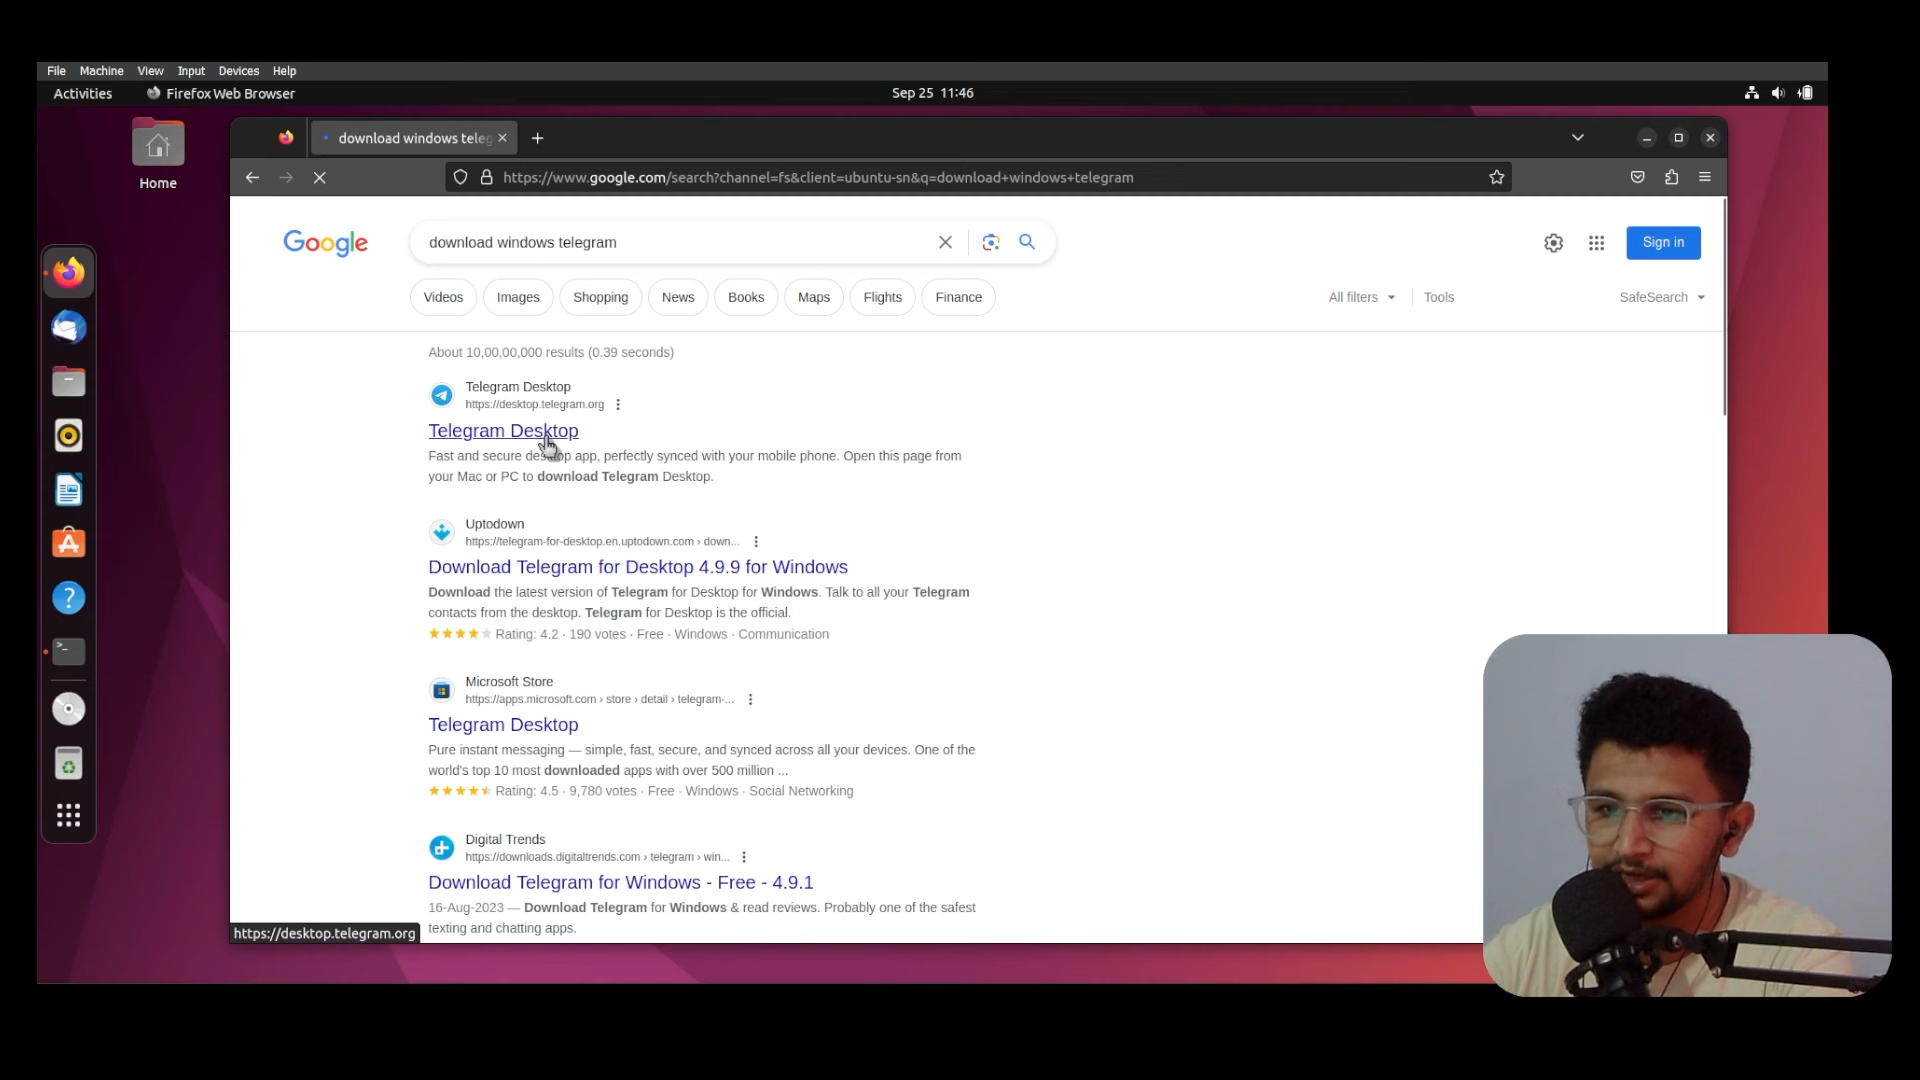 File Machine View Input Devices Help
Activities Firefox Web Browser Sep 25 11:46
Home
download windows teleg
https://www.google.com/search?channel=fs&client=ubuntu-sn&q=download+windows+telegram
Google download windows telegram Sign in
Videos Images Shopping News Books Maps Flights Finance All filters Tools SafeSearch
About 10,00,00,000 results (0.39 seconds)
Telegram Desktop
https://desktop.telegram.org
Telegram Desktop
Fast and secure desktop app, perfectly synced with your mobile phone. Open this page from
your Mac or PC to download Telegram Desktop.
Uptodown
https://telegram-for-desktop.en.uptodown.com › down...
Download Telegram for Desktop 4.9.9 for Windows
Download the latest version of Telegram for Desktop for Windows. Talk to all your Telegram
contacts from the desktop. Telegram for Desktop is the official.
Rating: 4.2 · 190 votes · Free · Windows · Communication
Microsoft Store
https://apps.microsoft.com › store › detail › telegram-...
Telegram Desktop
Pure instant messaging — simple, fast, secure, and synced across all your devices. One of the
world's top 10 most downloaded apps with over 500 million ...
Rating: 4.5 · 9,780 votes · Free · Windows · Social Networking
Digital Trends
https://downloads.digitaltrends.com › telegram › win...
Download Telegram for Windows - Free - 4.9.1
16-Aug-2023 — Download Telegram for Windows & read reviews. Probably one of the safest
texting and chatting apps.
https://desktop.telegram.org